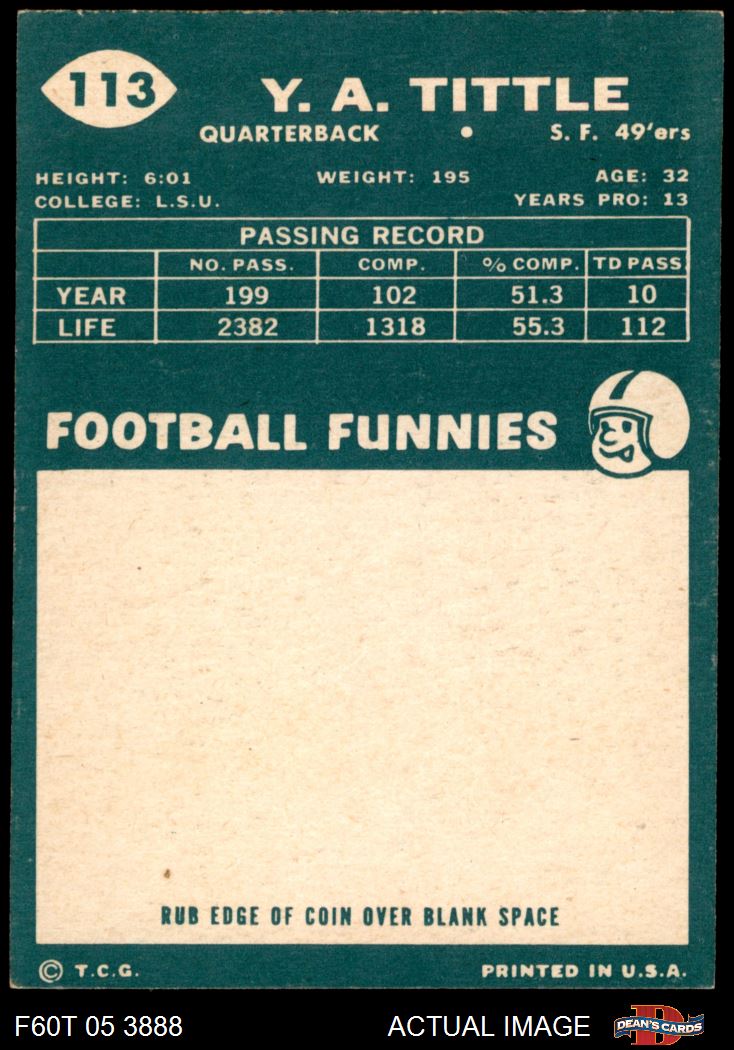 113
Y. A. TITTLE
QUARTERBACK • S. F. 49'ers
HEIGHT: 6:01 WEIGHT: 195 AGE: 32
COLLEGE: L.S.U. YEARS PRO: 13
PASSING RECORD
NO. PASS. COMP. % COMP. TD PASS.
YEAR 199 102 51.3 10
LIFE 2382 1318 55.3 112
FOOTBALL FUNNIES
RUB EDGE OF COIN OVER BLANK SPACE
© T.C.G. PRINTED IN U.S.A.
F60T 05 3888 ACTUAL IMAGE D DEAN'S CARDS